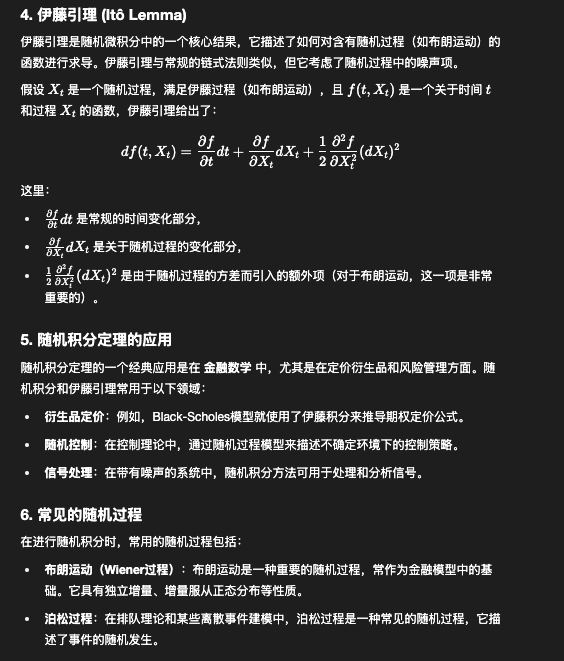 4. 伊藤引理 (Itô Lemma)
伊藤引理是随机微积分中的一个核心结果，它描述了如何对含有随机过程（如布朗运动）的
函数进行求导。伊藤引理与常规的链式法则类似，但它考虑了随机过程中的噪声项。
假设 X_t 是一个随机过程，满足伊藤过程（如布朗运动），且 f(t, X_t) 是一个关于时间 t
和过程 X_t 的函数，伊藤引理给出了：
df(t, X_t) = \frac{∂f}{∂t}dt + \frac{∂f}{∂X_t}dX_t + \frac{1}{2}\frac{∂^2f}{∂X_t^2}(dX_t)^2
这里：
• \frac{∂f}{∂t}dt 是常规的时间变化部分，
• \frac{∂f}{∂X_t}dX_t 是关于随机过程的变化部分，
• \frac{1}{2}\frac{∂^2f}{∂X_t^2}(dX_t)^2 是由于随机过程的方差而引入的额外项（对于布朗运动，这一项是非常
重要的）。
5. 随机积分定理的应用
随机积分定理的一个经典应用是在 金融数学 中，尤其是在定价衍生品和风险管理方面。随
机积分和伊藤引理常用于以下领域：
• 衍生品定价：例如，Black-Scholes模型就使用了伊藤积分来推导期权定价公式。
• 随机控制：在控制理论中，通过随机过程模型来描述不确定环境下的控制策略。
• 信号处理：在带有噪声的系统中，随机积分方法可用于处理和分析信号。
6. 常见的随机过程
在进行随机积分时，常用的随机过程包括：
• 布朗运动（Wiener过程）：布朗运动是一种重要的随机过程，常作为金融模型中的基
础。它具有独立增量、增量服从正态分布等性质。
• 泊松过程：在排队理论和某些离散事件建模中，泊松过程是一种常见的随机过程，它描
述了事件的随机发生。